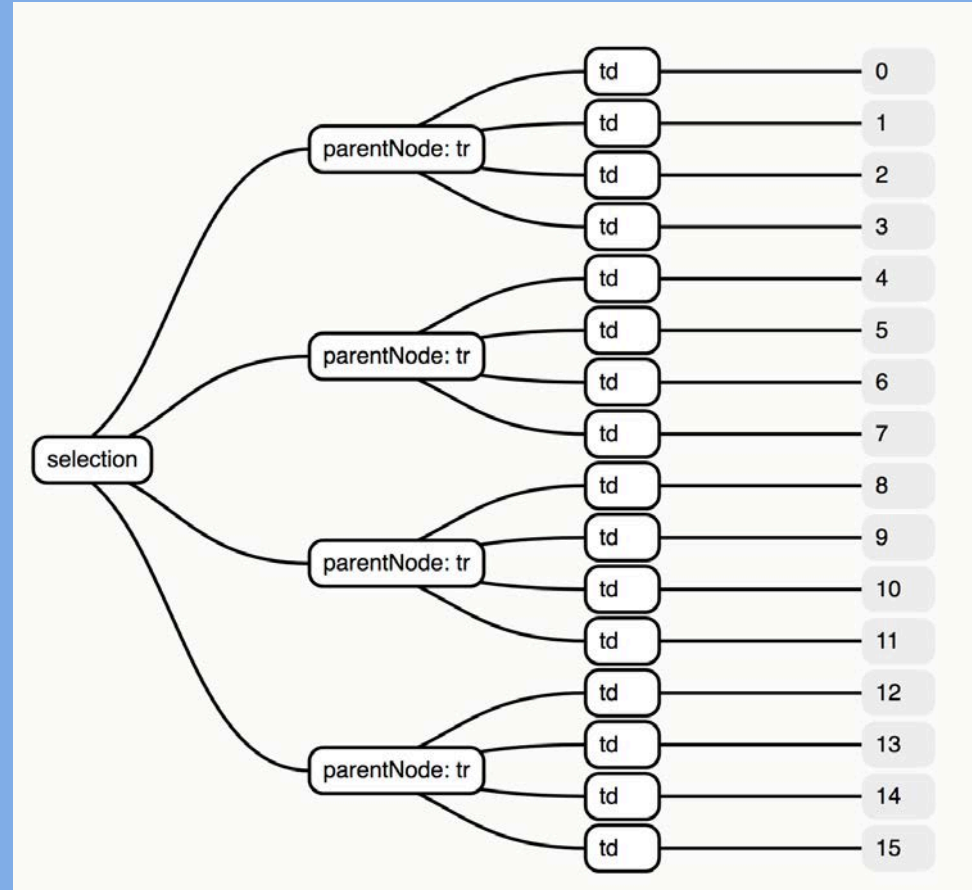 td 0
td 1
parentNode: tr
td 2
td 3
td 4
td 5
parentNode: tr
td 6
td 7
selection
td 8
td 9
parentNode: tr
td 10
td 11
td 12
td 13
parentNode: tr
td 14
td 15